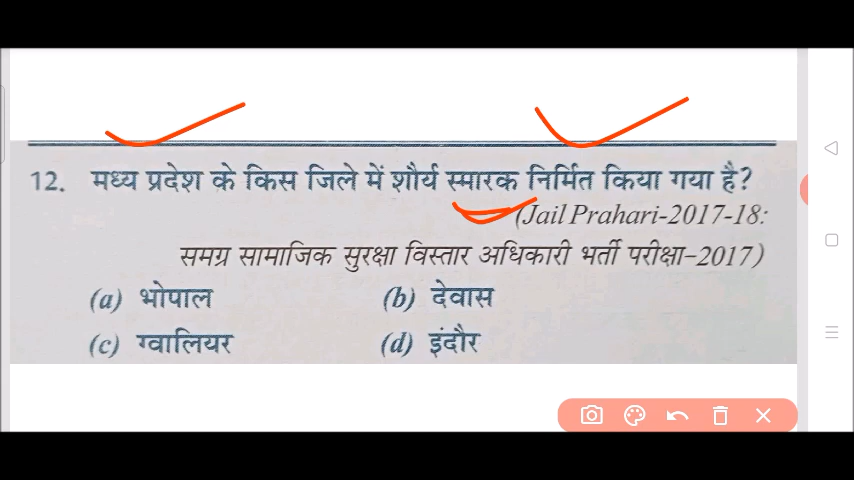 12. मध्य प्रदेश के किस जिले में शौर्य स्मारक निर्मित किया गया है?
(Jail Prahari-2017-18:
समग्र सामाजिक सुरक्षा विस्तार अधिकारी भर्ती परीक्षा-2017)
(a) भोपाल (b) देवास
(c) ग्वालियर (d) इंदौर